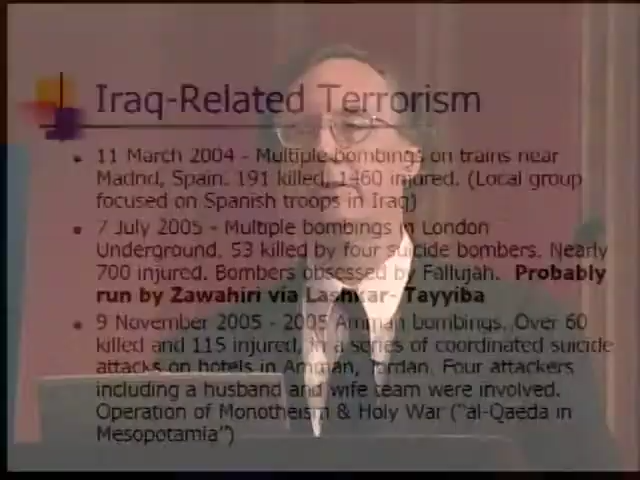 Iraq-Related Terrorism
11 March 2004 - Multiple bombings on trains near
Madrid, Spain. 191 killed, 1460 injured. (Local group
focused on Spanish troops in Iraq)
7 July 2005 - Multiple bombings in London
Underground. 53 killed by four suicide bombers. Nearly
700 injured. Bombers obsessed by Fallujah. Probably
run by Zawahiri via Lashkar- Tayyiba
9 November 2005 - 2005 Amman bombings. Over 60
killed and 115 injured, in a series of coordinated suicide
attacks on hotels in Amman, Jordan. Four attackers
including a husband and wife team were involved.
Operation of Monotheism & Holy War ("al-Qaeda in
Mesopotamia")